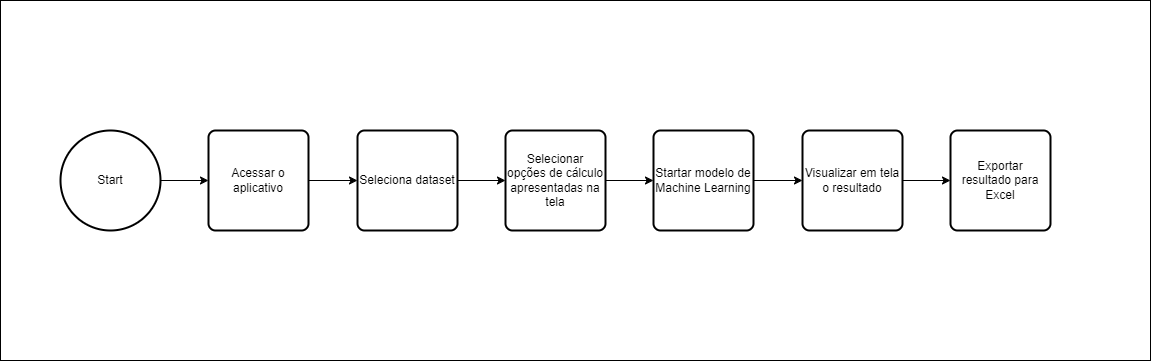 Start
Acessar o
aplicativo
Seleciona dataset
Selecionar
opções de cálculo
apresentadas na
tela
Startar modelo de
Machine Learning
Visualizar em tela
o resultado
Exportar
resultado para
Excel